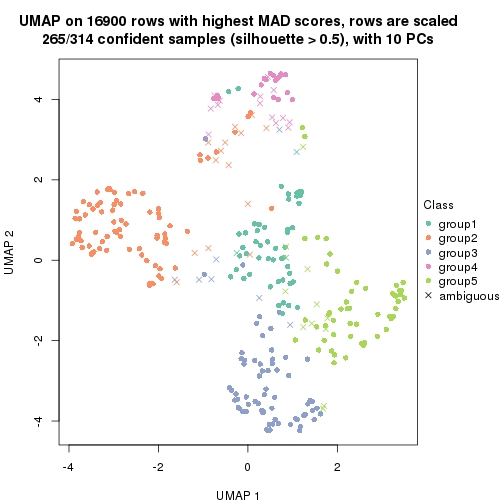 UMAP on 16900 rows with highest MAD scores, rows are scaled
265/314 confident samples (silhouette > 0.5), with 10 PCs
4
2
0
-2
-4
UMAP 2
-4
-2
0
2
UMAP 1
Class
group1
group2
group3
group4
group5
ambiguous